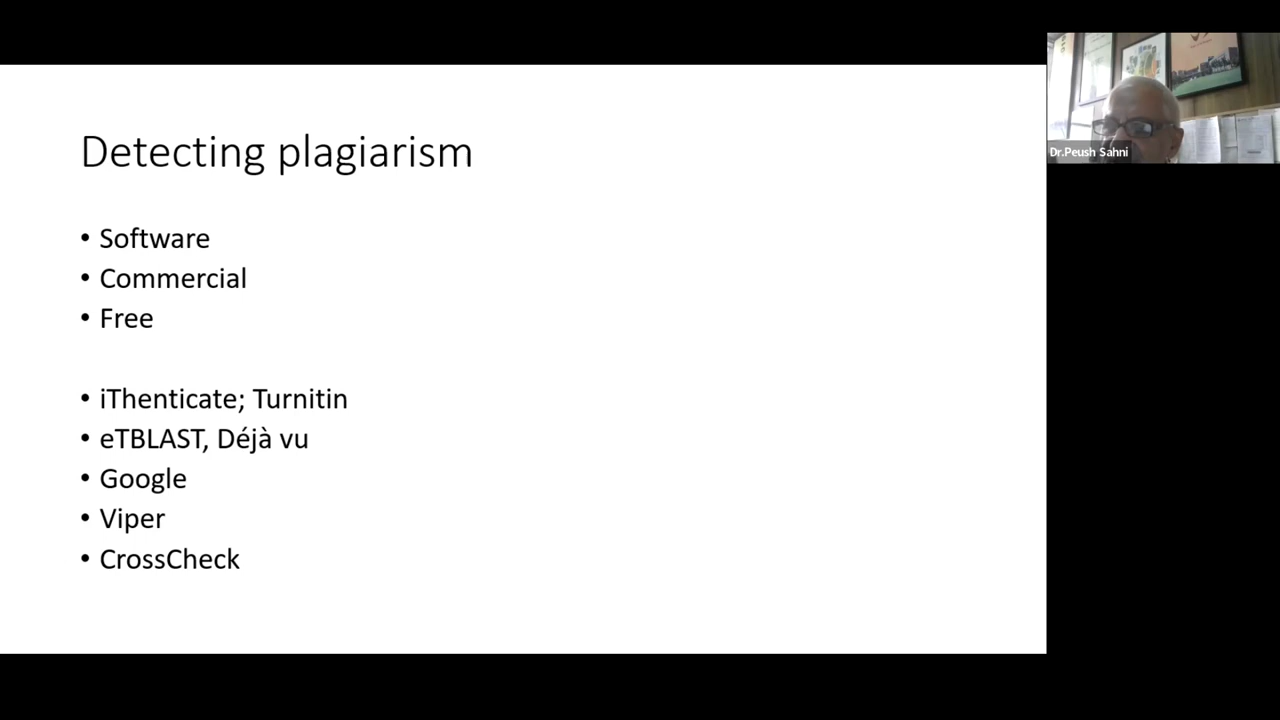 Detecting plagiarism
• Software
• Commercial
• Free
• iThenticate; Turnitin
• eTBLAST, Déjà vu
• Google
• Viper
• CrossCheck
Dr.Peush Sahni